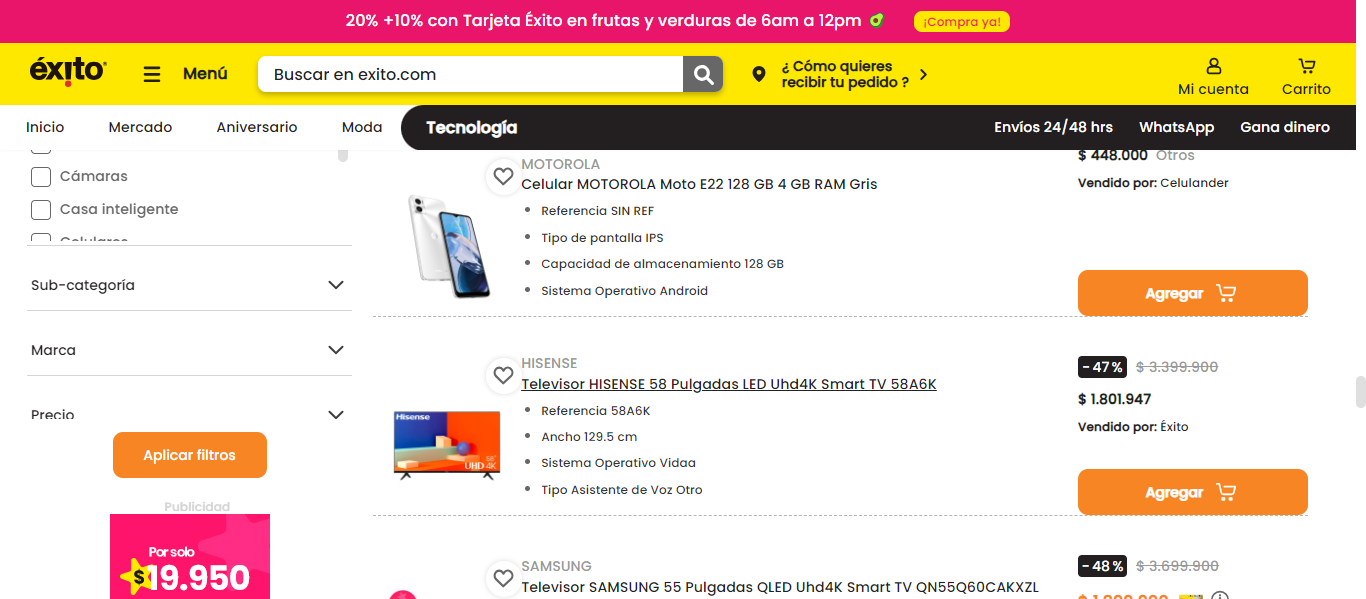 20% +10% con Tarjeta Éxito en frutas y verduras de 6am a 12pm
¡Compra ya!
éxito
Menú
Buscar en exito.com
¿ Cómo quieres
recibir tu pedido ?
Mi cuenta
Carrito
Inicio
Mercado
Aniversario
Moda
Tecnología
Envíos 24/48 hrs
WhatsApp
Gana dinero
Cámaras
Casa inteligente
Celulares
Sub-categoría
Marca
Precio
Aplicar filtros
Publicidad
Por solo
$19.950
MOTOROLA
Celular MOTOROLA Moto E22 128 GB 4 GB RAM Gris
Referencia SIN REF
Tipo de pantalla IPS
Capacidad de almacenamiento 128 GB
Sistema Operativo Android
$ 448.000 Otros
Vendido por: Celulander
Agregar
HISENSE
Televisor HISENSE 58 Pulgadas LED Uhd4K Smart TV 58A6K
Referencia 58A6K
Ancho 129.5 cm
Sistema Operativo Vidaa
Tipo Asistente de Voz Otro
Hisense
58"
UHD 4K
- 47 % $ 3.399.900
$ 1.801.947
Vendido por: Éxito
Agregar
SAMSUNG
Televisor SAMSUNG 55 Pulgadas QLED Uhd4K Smart TV QN55Q60CAKXZL
- 48 % $ 3.699.900